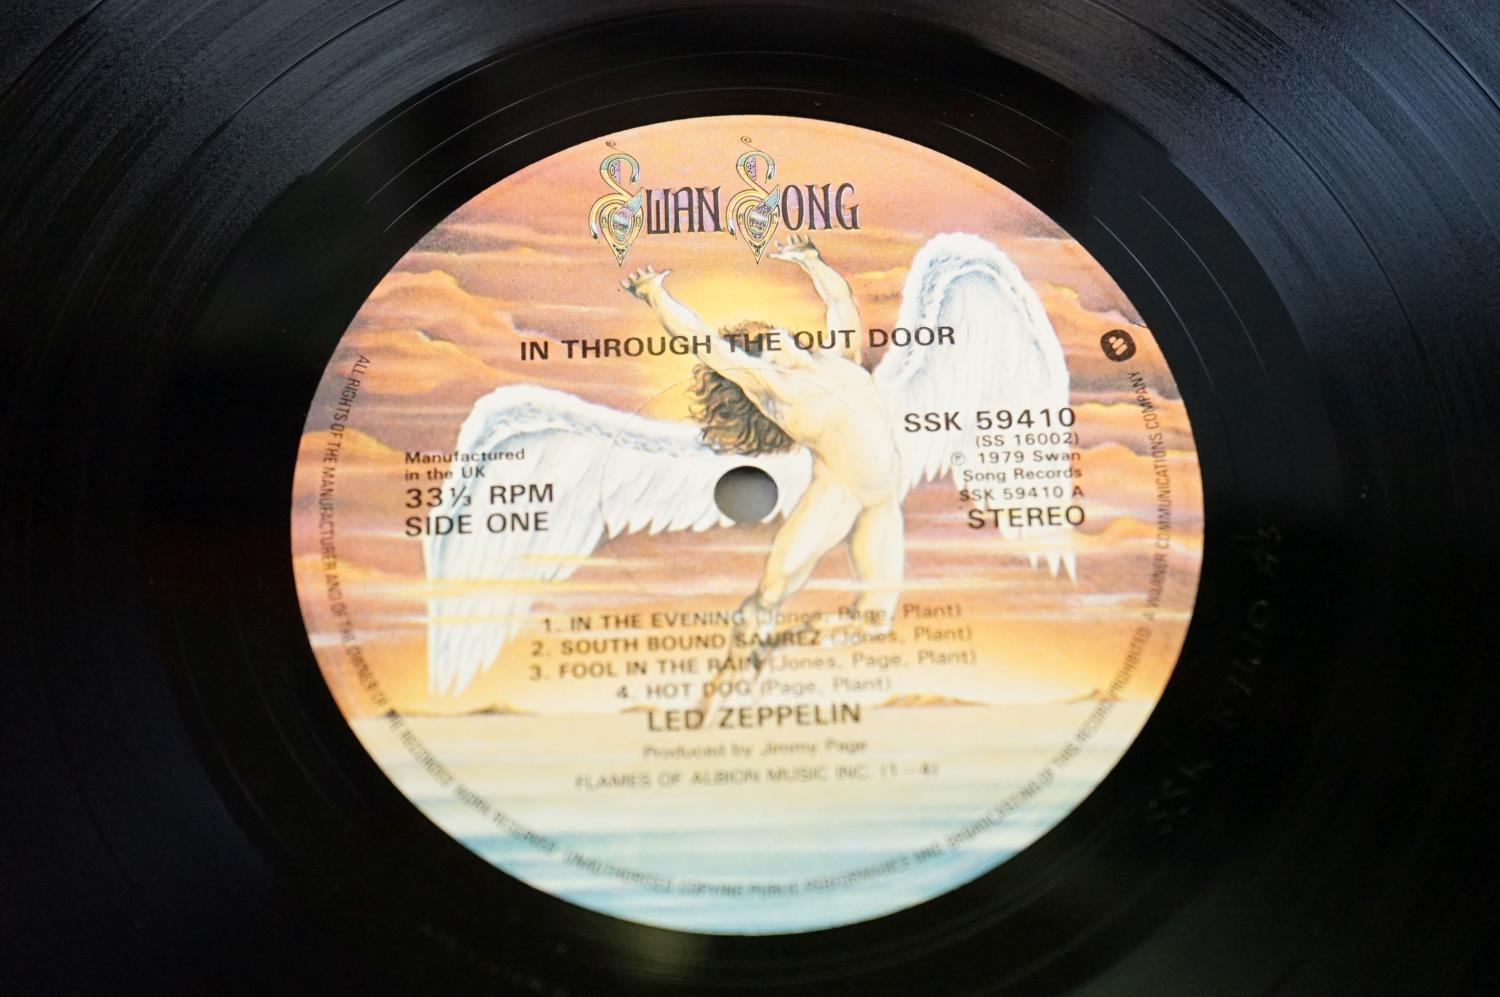 SWAN SONG
IN THROUGH THE OUT DOOR
SSK 59410
(SS 16002)
℗ 1979 Swan
Song Records
SSK 59410 A
STEREO
Manufactured
in the UK
33⅓ RPM
SIDE ONE
1. IN THE EVENING (Jones, Page, Plant)
2. SOUTH BOUND SAUREZ (Jones, Plant)
3. FOOL IN THE RAIN (Jones, Page, Plant)
4. HOT DOG (Page, Plant)
LED ZEPPELIN
Produced by Jimmy Page
FLAMES OF ALBION MUSIC INC. (1-4)
ALL RIGHTS OF THE MANUFACTURER AND OF THE OWNER OF THE RECORDED WORK RESERVED. UNAUTHORISED COPYING PUBLIC PERFORMANCES AND BROADCASTING OF THIS RECORD PROHIBITED. A WARNER COMMUNICATIONS COMPANY